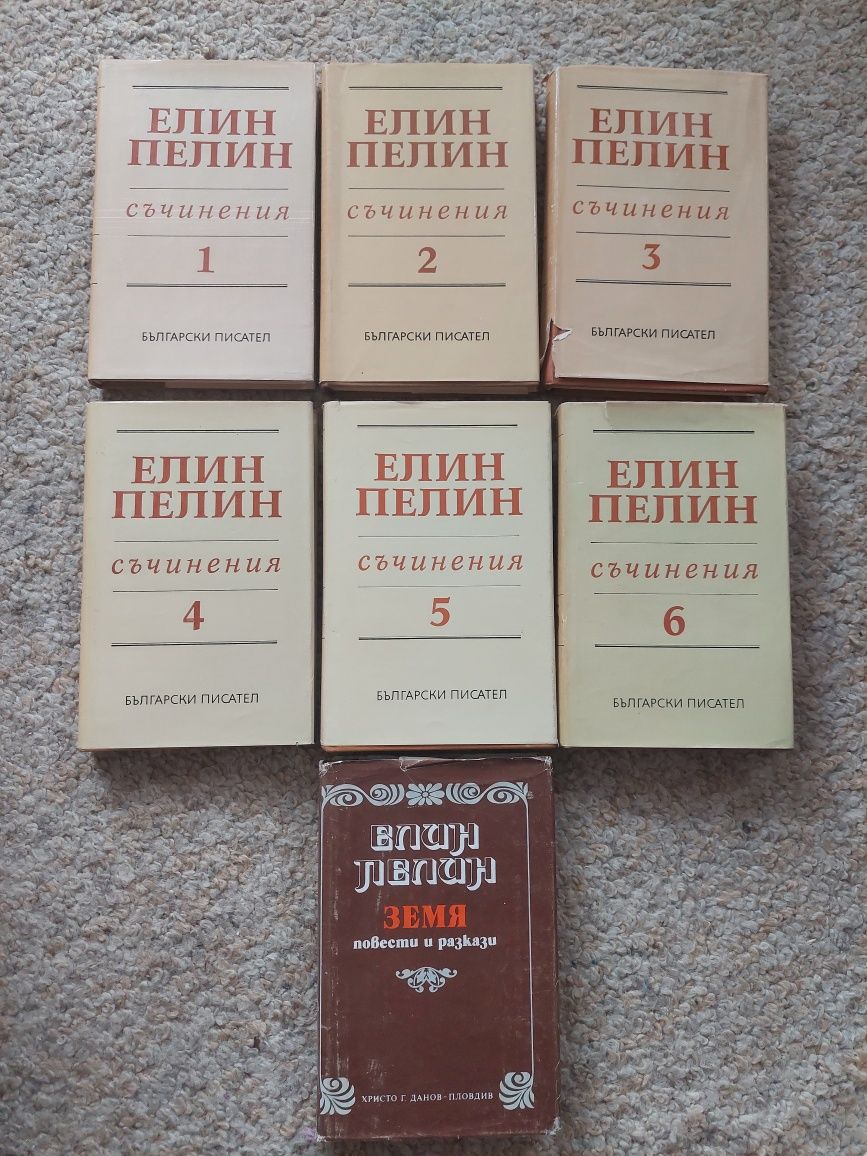 ЕЛИН
ПЕЛИН
съчинения
1
БЪЛГАРСКИ ПИСАТЕЛ
ЕЛИН
ПЕЛИН
съчинения
2
БЪЛГАРСКИ ПИСАТЕЛ
ЕЛИН
ПЕЛИН
съчинения
3
БЪЛГАРСКИ ПИСАТЕЛ
ЕЛИН
ПЕЛИН
съчинения
4
БЪЛГАРСКИ ПИСАТЕЛ
ЕЛИН
ПЕЛИН
съчинения
5
БЪЛГАРСКИ ПИСАТЕЛ
ЕЛИН
ПЕЛИН
съчинения
6
БЪЛГАРСКИ ПИСАТЕЛ
ЕЛИН
ПЕЛИН
ЗЕМЯ
повести и разкази
ХРИСТО Г. ДАНОВ - ПЛОВДИВ